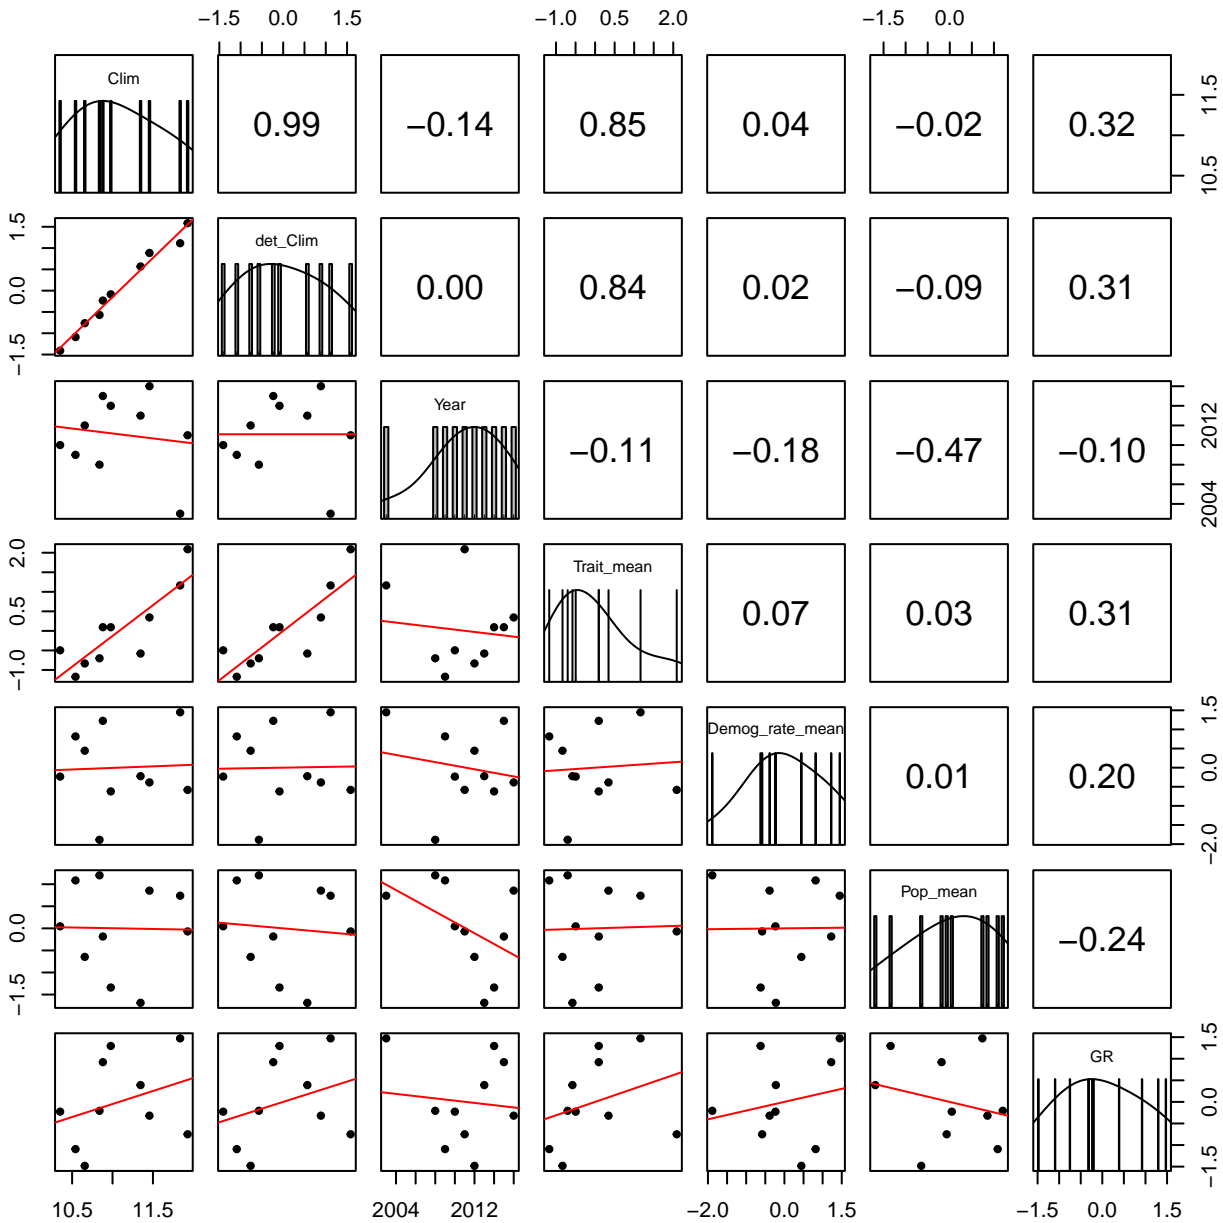 −1.5 0.0 1.5 −1.0 0.5 2.0 −1.5 0.0
Clim
0.99 −0.14 0.85 0.04 −0.02 0.32
10.5 11.5
−1.5 0.0 1.5
det_Clim
0.00 0.84 0.02 −0.09 0.31
Year
−0.11 −0.18 −0.47 −0.10
2004 2012
−1.0 0.5 2.0
Trait_mean
0.07 0.03 0.31
Demog_rate_mean
0.01 0.20
−2.0 0.0 1.5
−1.5 0.0
Pop_mean
−0.24
GR
−1.5 0.0 1.5
10.5 11.5 2004 2012 −2.0 0.0 1.5 −1.5 0.0 1.5